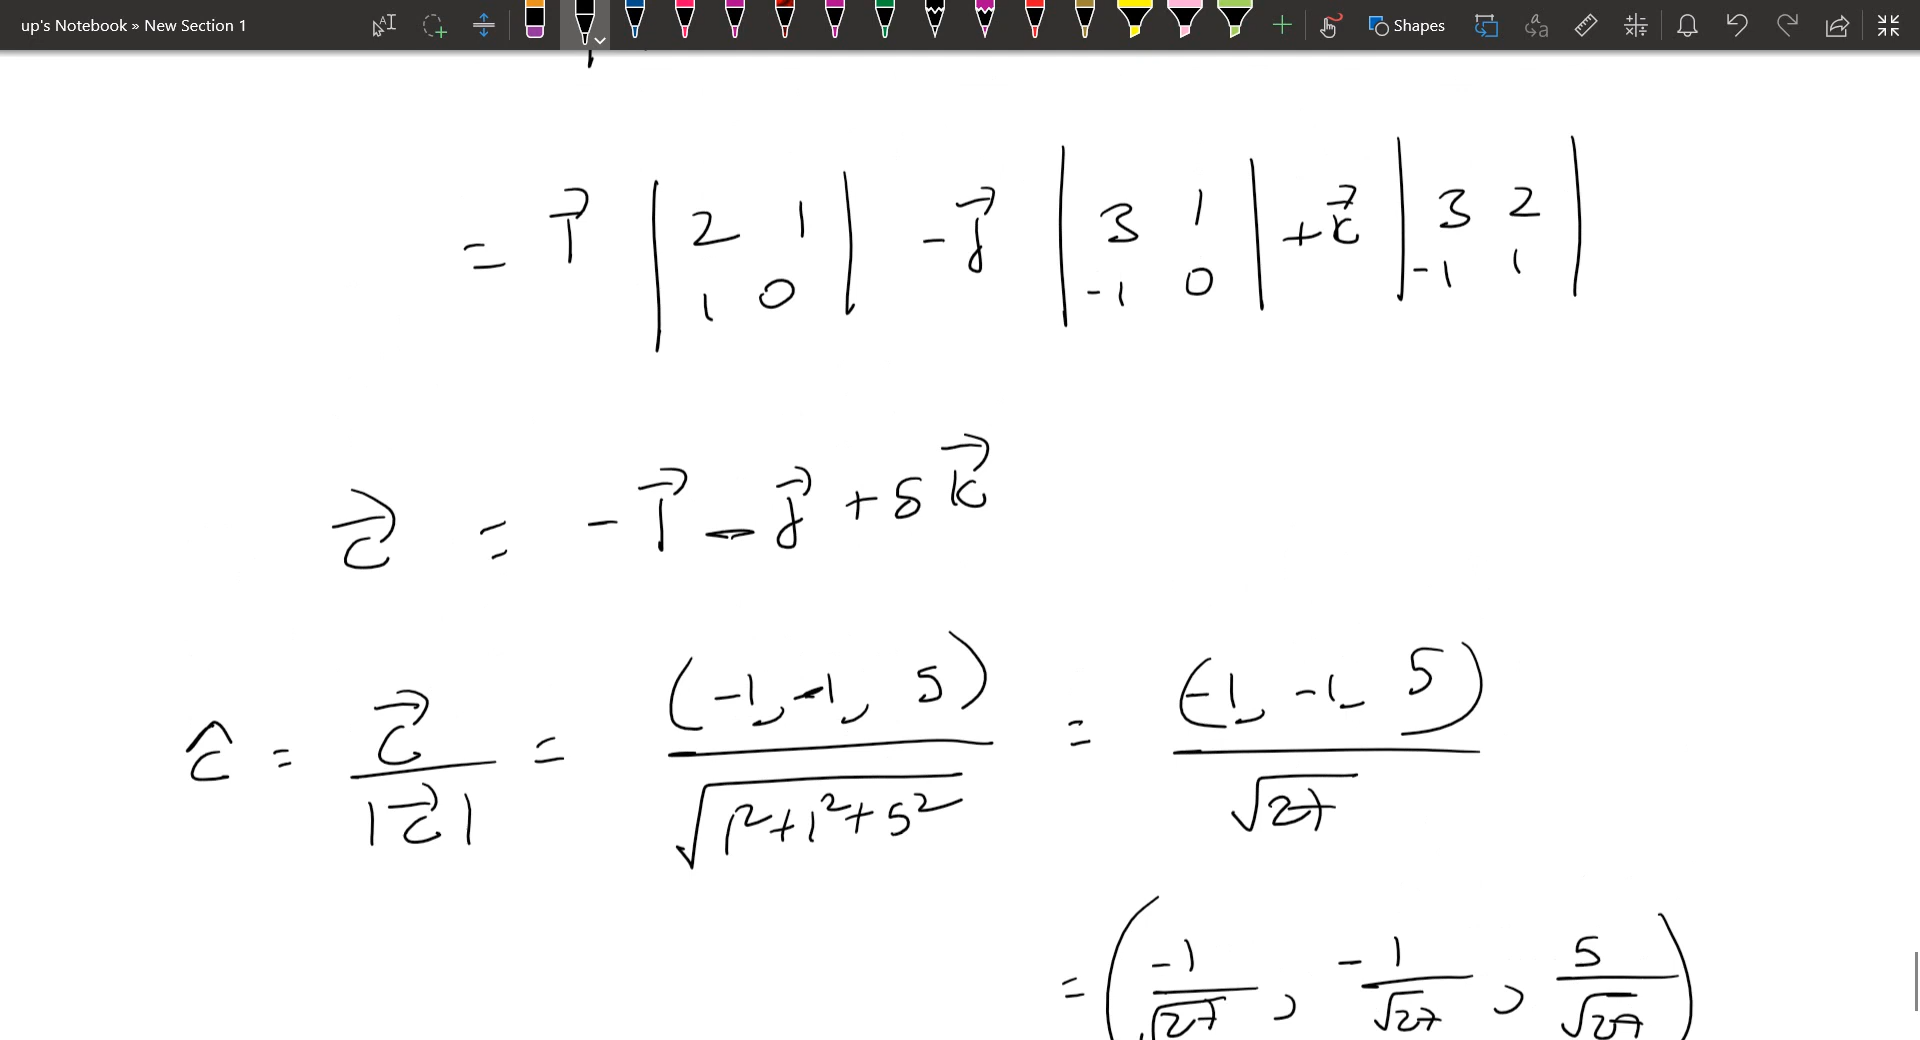 up's Notebook » New Section 1 Shapes
= i⃗ |2 1; 1 0| - j⃗ |3 1; -1 0| + k⃗ |3 2; -1 1|
c⃗ = - i⃗ - j⃗ + 5 k⃗
ĉ = c⃗ / |c⃗| = (-1, -1, 5) / √(1² + 1² + 5²) = (-1, -1, 5) / √27
= (-1/√27, -1/√27, 5/√27)